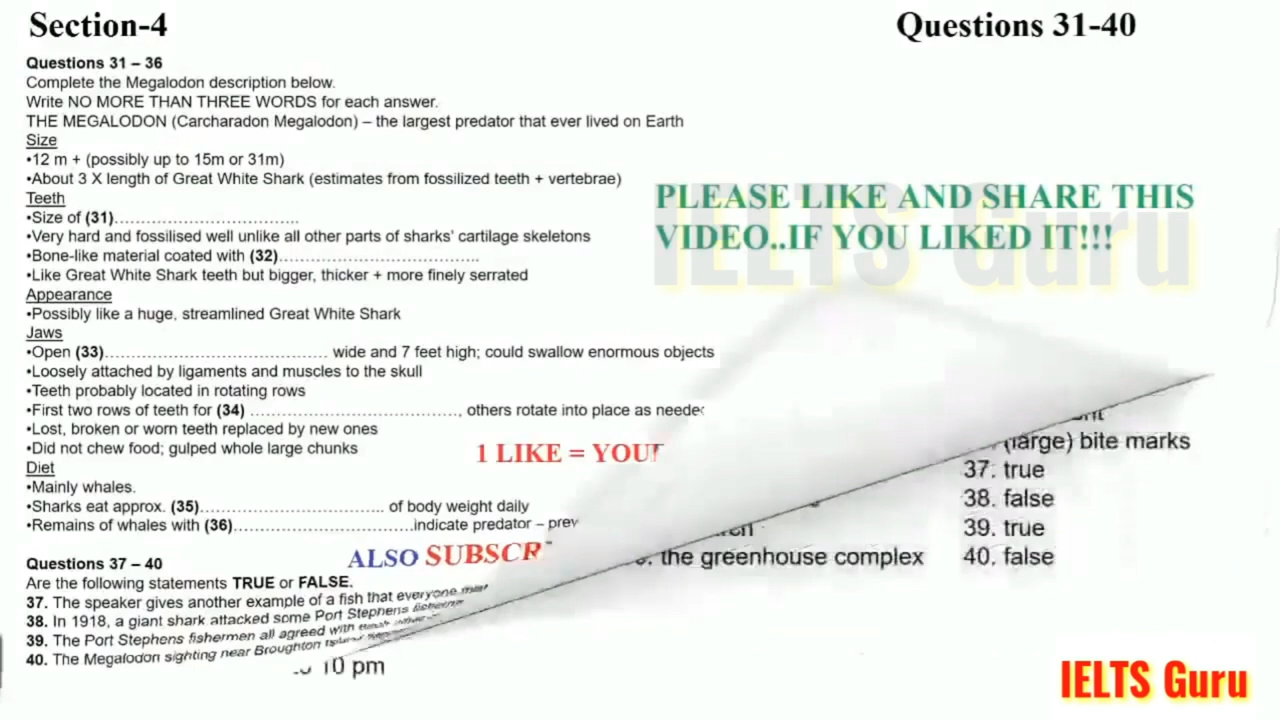 Section-4
Questions 31-40
Questions 31 – 36
Complete the Megalodon description below.
Write NO MORE THAN THREE WORDS for each answer.
THE MEGALODON (Carcharadon Megalodon) – the largest predator that ever lived on Earth
Size
•12 m + (possibly up to 15m or 31m)
•About 3 X length of Great White Shark (estimates from fossilized teeth + vertebrae)
Teeth
•Size of (31)……………………………..
•Very hard and fossilised well unlike all other parts of sharks' cartilage skeletons
•Bone-like material coated with (32)…………………………………..
•Like Great White Shark teeth but bigger, thicker + more finely serrated
Appearance
•Possibly like a huge, streamlined Great White Shark
Jaws
•Open (33)…………………………………… wide and 7 feet high; could swallow enormous objects
•Loosely attached by ligaments and muscles to the skull
•Teeth probably located in rotating rows
•First two rows of teeth for (34) …………………………………, others rotate into place as neede
•Lost, broken or worn teeth replaced by new ones
•Did not chew food; gulped whole large chunks
Diet
•Mainly whales.
•Sharks eat approx. (35)……………………………… of body weight daily
•Remains of whales with (36)……………………………indicate predator – prey
PLEASE LIKE AND SHARE THIS
VIDEO..IF YOU LIKED IT!!!
IELTS Guru
1 LIKE = YOUR
ALSO SUBSCR
Questions 37 – 40
Are the following statements TRUE or FALSE.
37. The speaker gives another example of a fish that everyone
38. In 1918, a giant shark attacked some Port Stephens fishermen
39. The Port Stephens fishermen all agreed with each
40. The Megalodon sighting near Broughton
10 pm
the greenhouse complex
(large) bite marks
37. true
38. false
39. true
40. false
IELTS Guru